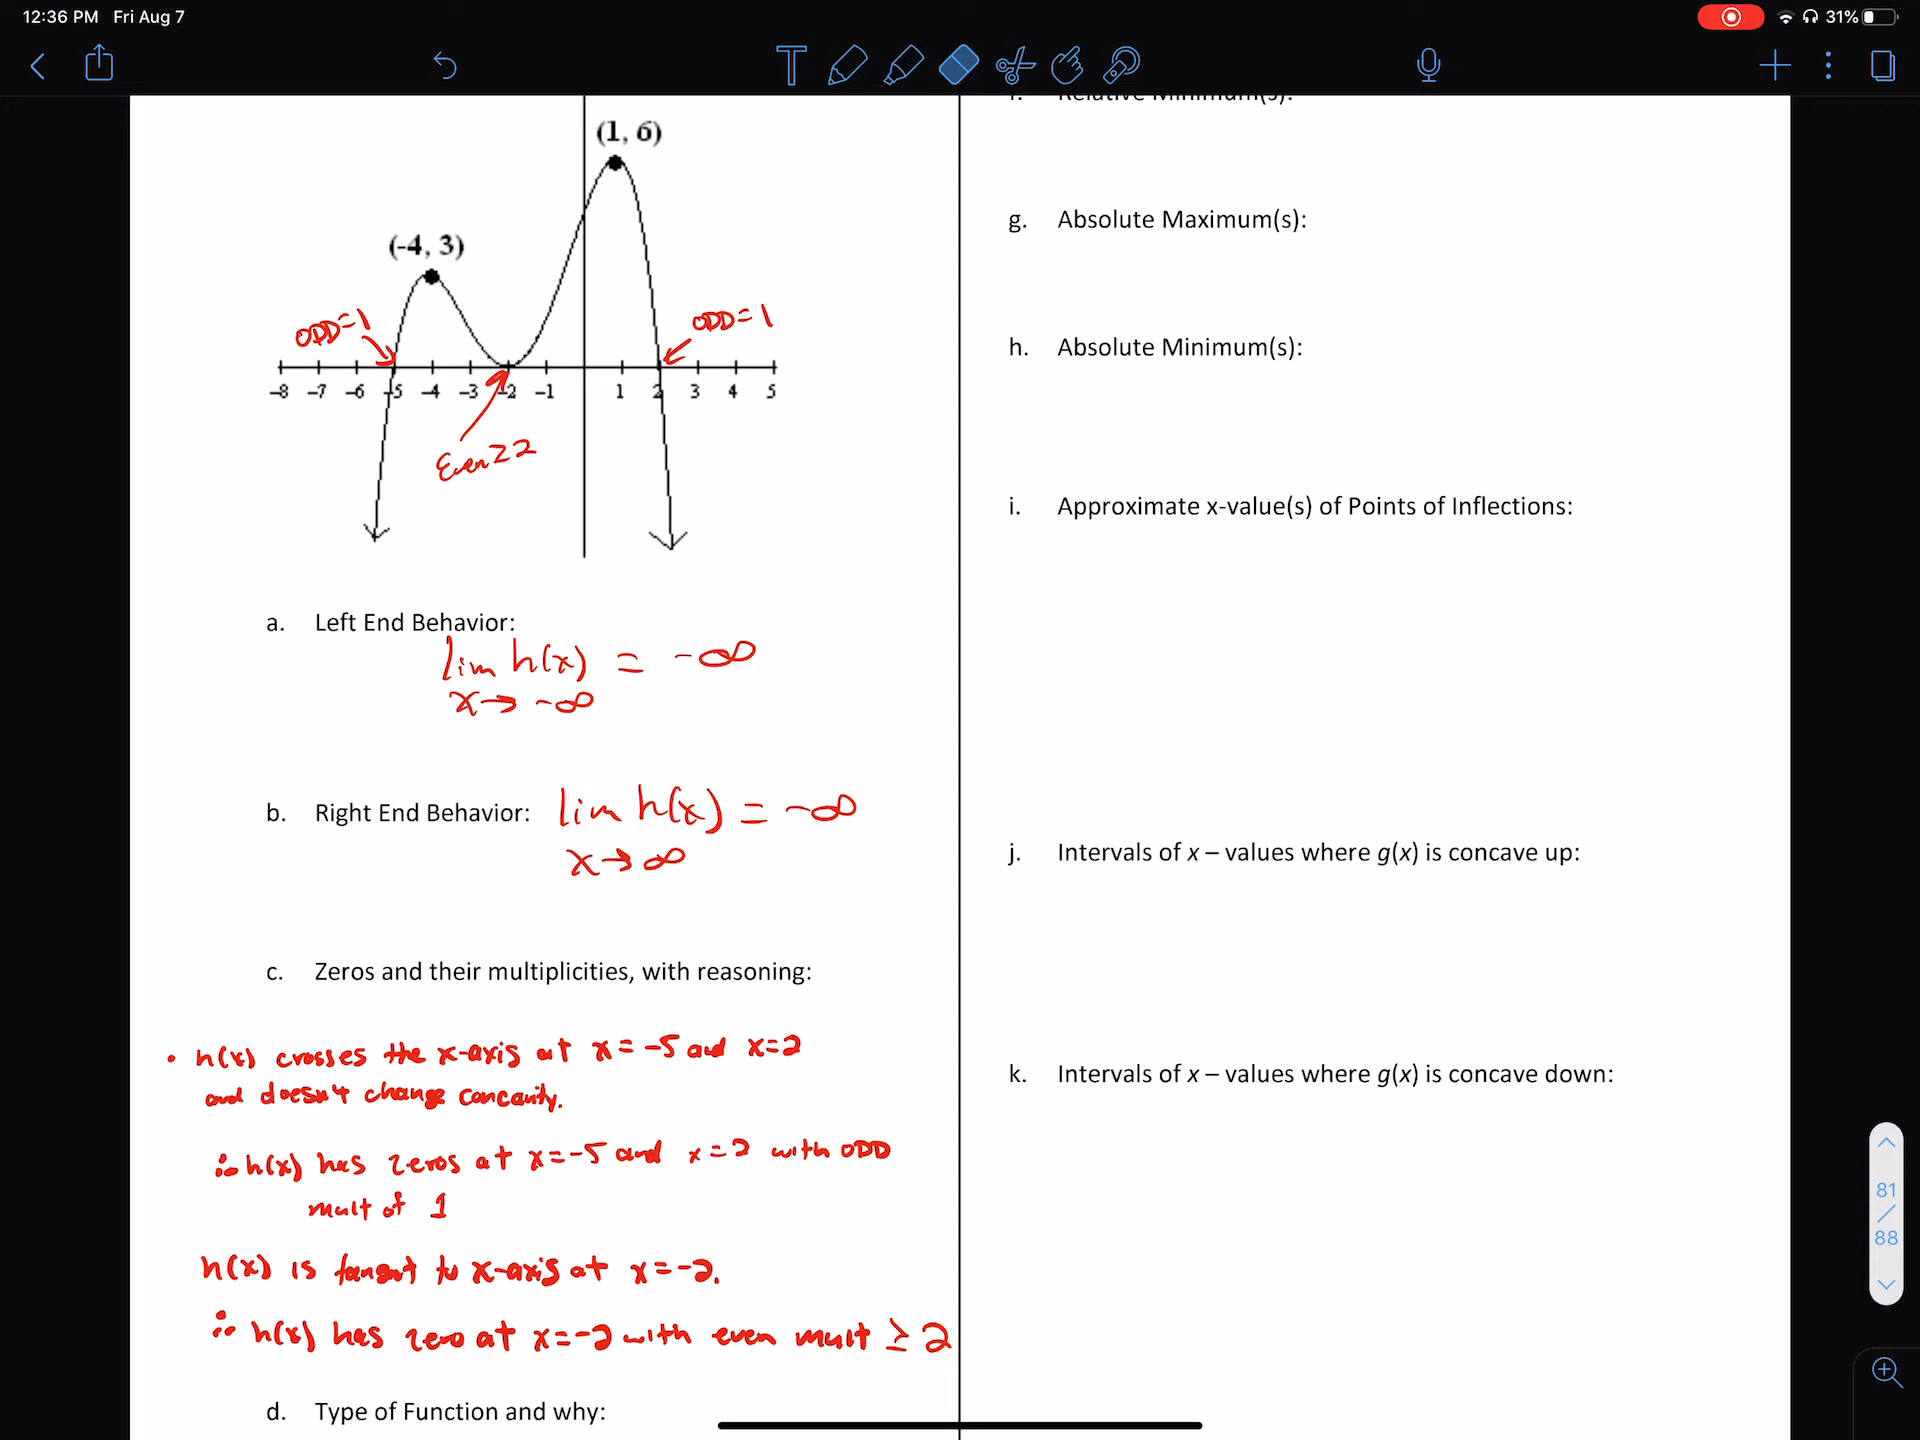 12:36 PM Fri Aug 7
31%
(1, 6)
(-4, 3)
ODD=1
ODD=1
-8 -7 -6 -5 -4 -3 -2 -1 1 2 3 4 5
Even ≥ 2
a. Left End Behavior:
lim h(x) = -∞
x→ -∞
b. Right End Behavior: lim h(x) = -∞
x→∞
c. Zeros and their multiplicities, with reasoning:
• h(x) crosses the x-axis at x = -5 and x=2
and doesn't change concavity.
∴ h(x) has zeros at x=-5 and x=2 with ODD
mult of 1
h(x) is tangent to x-axis at x=-2.
∴ h(x) has zero at x=-2 with even mult ≥ 2
d. Type of Function and why:
f. Relative Minimum(s):
g. Absolute Maximum(s):
h. Absolute Minimum(s):
i. Approximate x-value(s) of Points of Inflections:
j. Intervals of x – values where g(x) is concave up:
k. Intervals of x – values where g(x) is concave down:
81
/
88